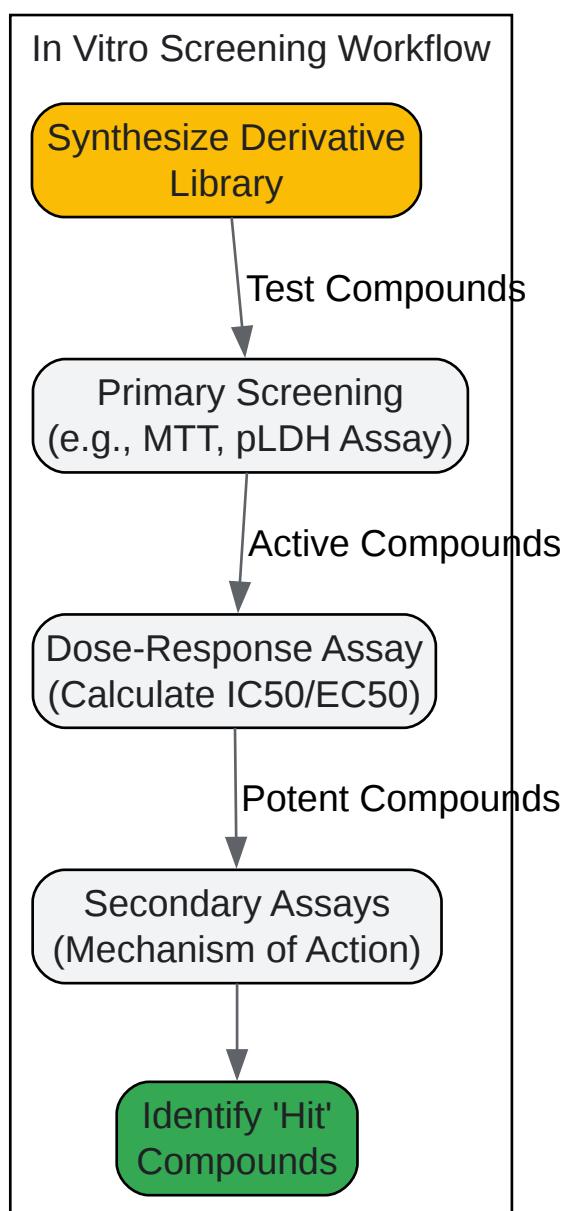 In Vitro Screening Workflow
Synthesize Derivative
Library
Test Compounds
Primary Screening
(e.g., MTT, pLDH Assay)
Active Compounds
Dose-Response Assay
(Calculate IC50/EC50)
Potent Compounds
Secondary Assays
(Mechanism of Action)
Identify 'Hit'
Compounds